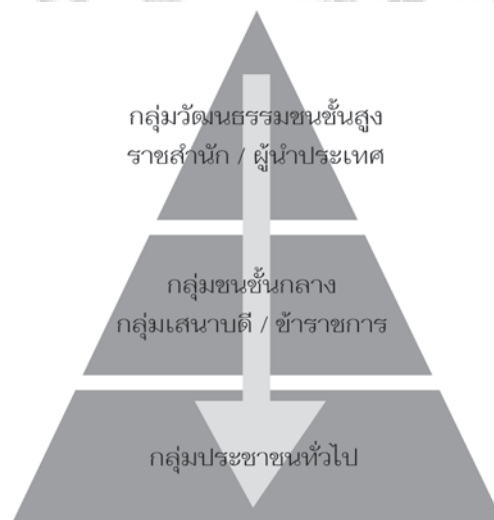 กลุ่มวัฒนธรรมชนชั้นสูง
ราชสำนัก / ผู้นำประเทศ
กลุ่มชนชั้นกลาง
กลุ่มเสนาบดี / ข้าราชการ
กลุ่มประชาชนทั่วไป